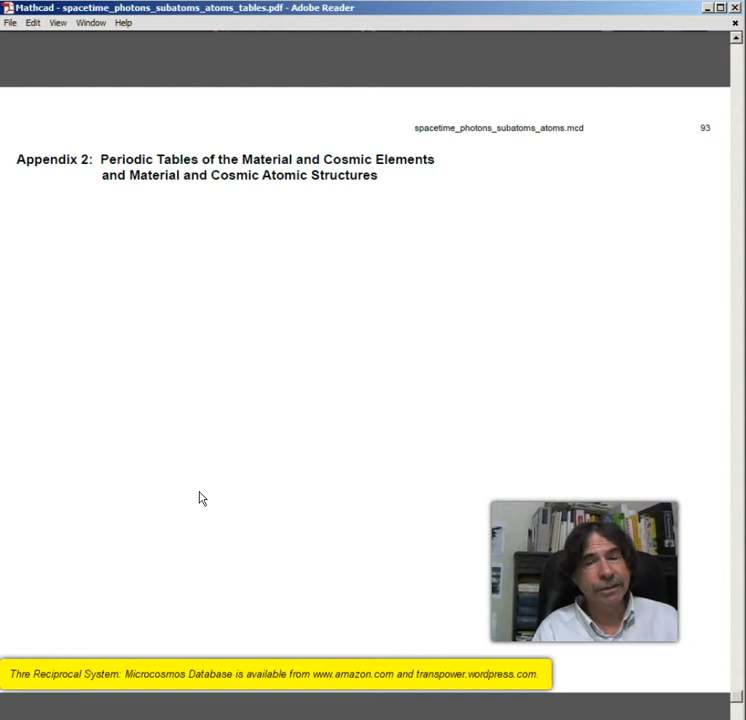 Mathcad - spacetime_photons_subatoms_atoms_tables.pdf - Adobe Reader
File Edit View Window Help
spacetime_photons_subatoms_atoms.mcd 93
Appendix 2: Periodic Tables of the Material and Cosmic Elements
and Material and Cosmic Atomic Structures
Thre Reciprocal System: Microcosmos Database is available from www.amazon.com and transpower.wordpress.com.